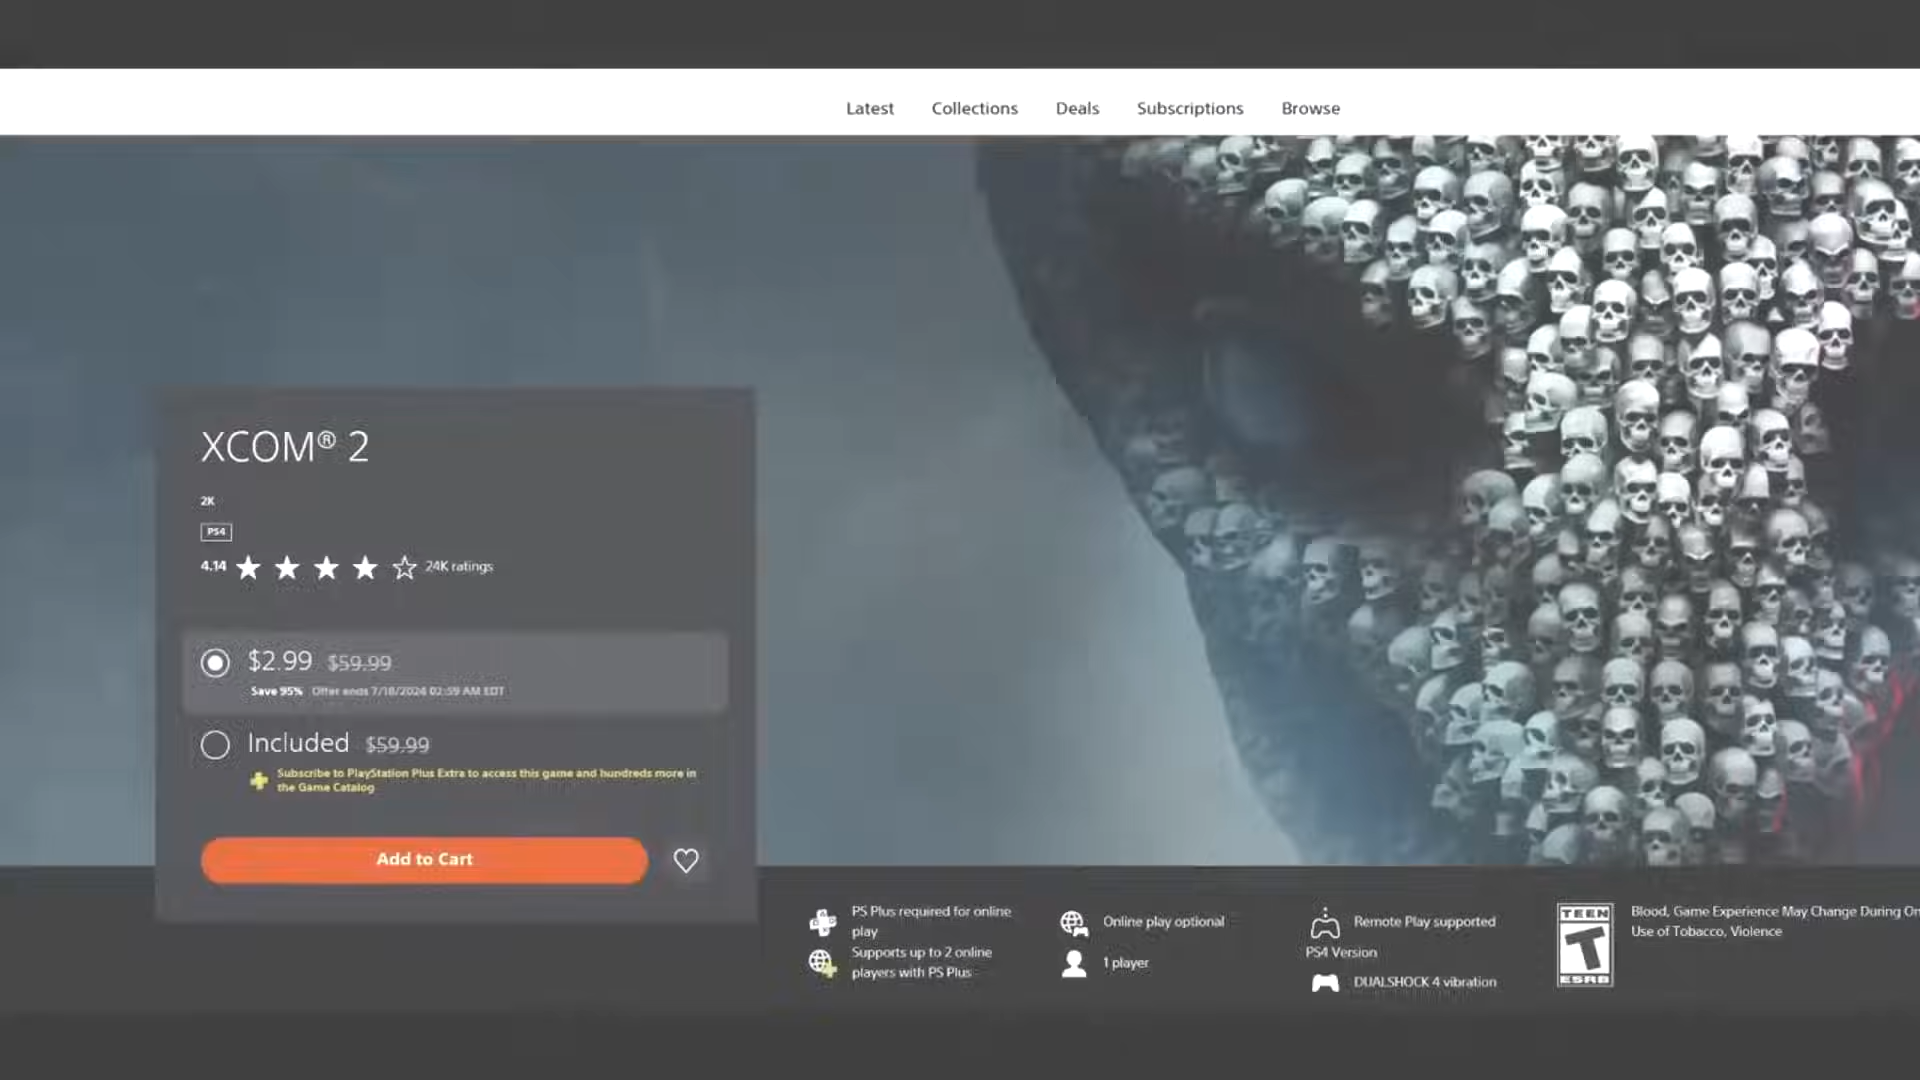 Latest Collections Deals Subscriptions Browse
XCOM® 2
2K
PS4
4.14 24K ratings
$2.99 $59.99
Save 95% Offer ends 7/18/2024 02:59 AM EDT
Included $59.99
Subscribe to PlayStation Plus Extra to access this game and hundreds more in
the Game Catalog
Add to Cart
PS Plus required for online
play
Supports up to 2 online
players with PS Plus
Online play optional
1 player
Remote Play supported
PS4 Version
DUALSHOCK 4 vibration
TEEN
T
ESRB
Blood, Game Experience May Change During On
Use of Tobacco, Violence